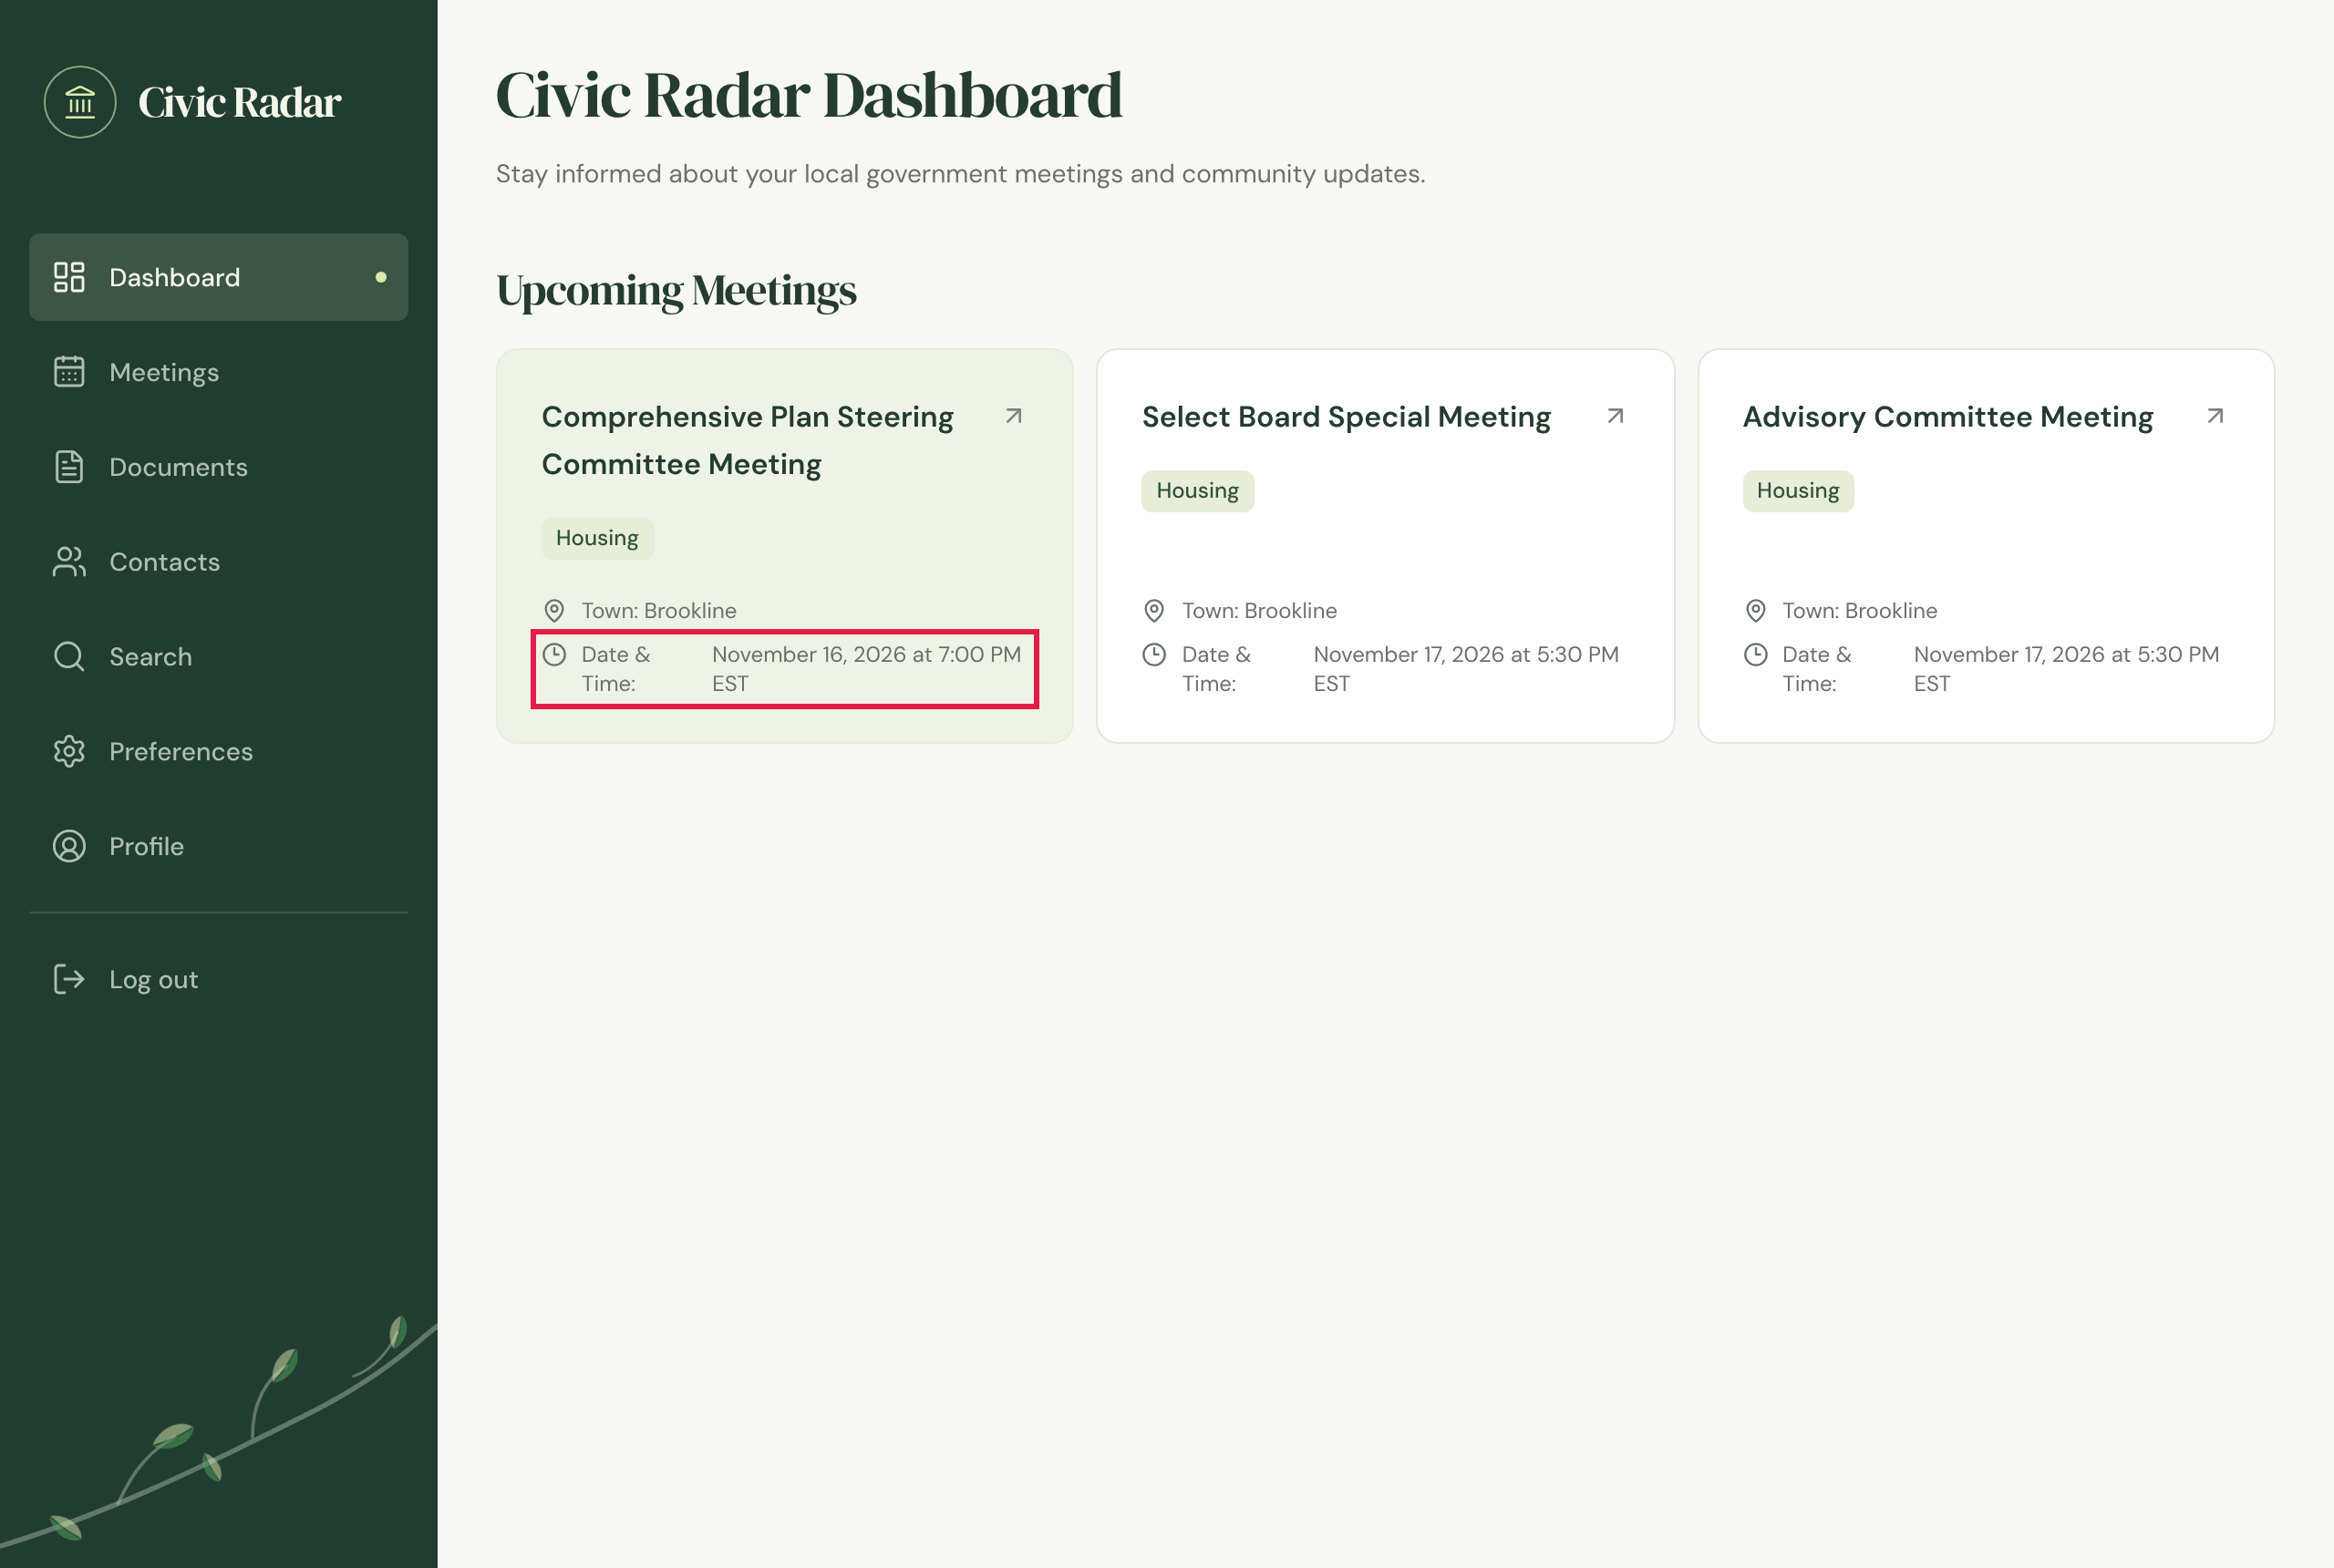 Civic Radar
Dashboard
Meetings
Documents
Contacts
Search
Preferences
Profile
Log out
Civic Radar Dashboard
Stay informed about your local government meetings and community updates.
Upcoming Meetings
Comprehensive Plan Steering
Committee Meeting
Housing
Town: Brookline
Date & Time: November 16, 2026 at 7:00 PM EST
Select Board Special Meeting
Housing
Town: Brookline
Date & Time: November 17, 2026 at 5:30 PM EST
Advisory Committee Meeting
Housing
Town: Brookline
Date & Time: November 17, 2026 at 5:30 PM EST